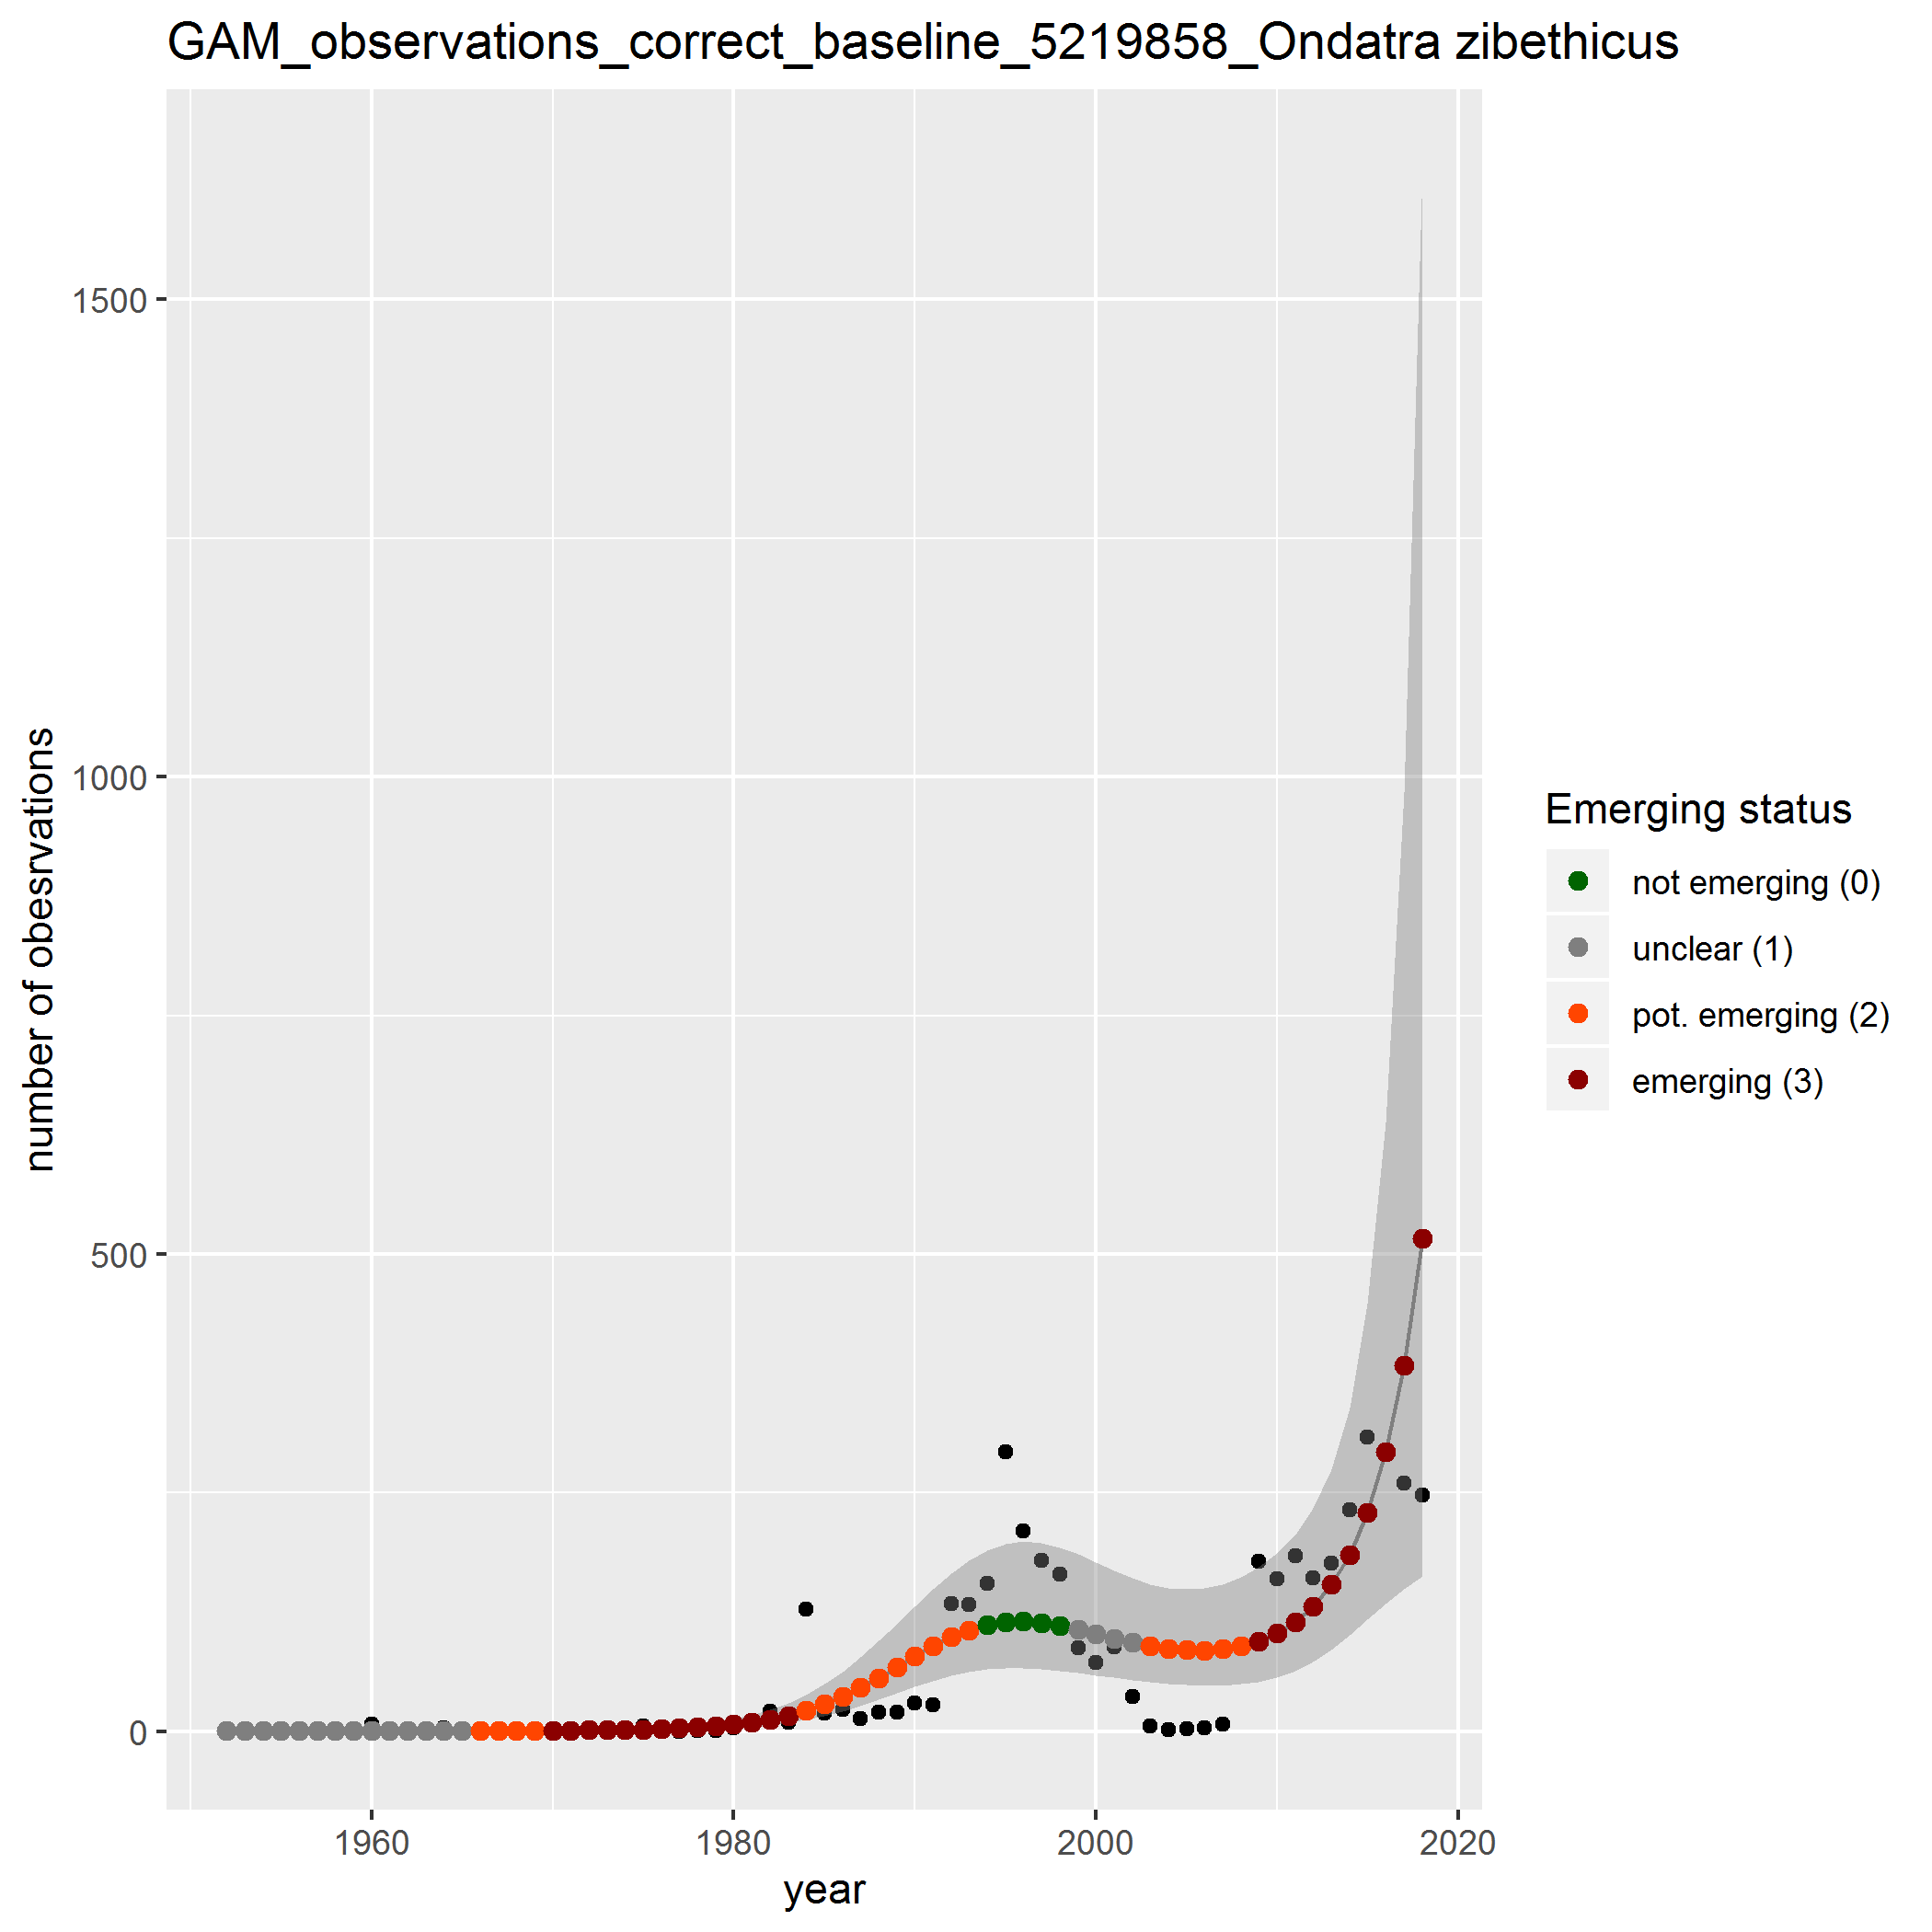 GAM_observations_correct_baseline_5219858_Ondatra zibethicus
1500
1000
500
0
number of obesrvations
1960
1980
2000
2020
year
Emerging status
not emerging (0)
unclear (1)
pot. emerging (2)
emerging (3)